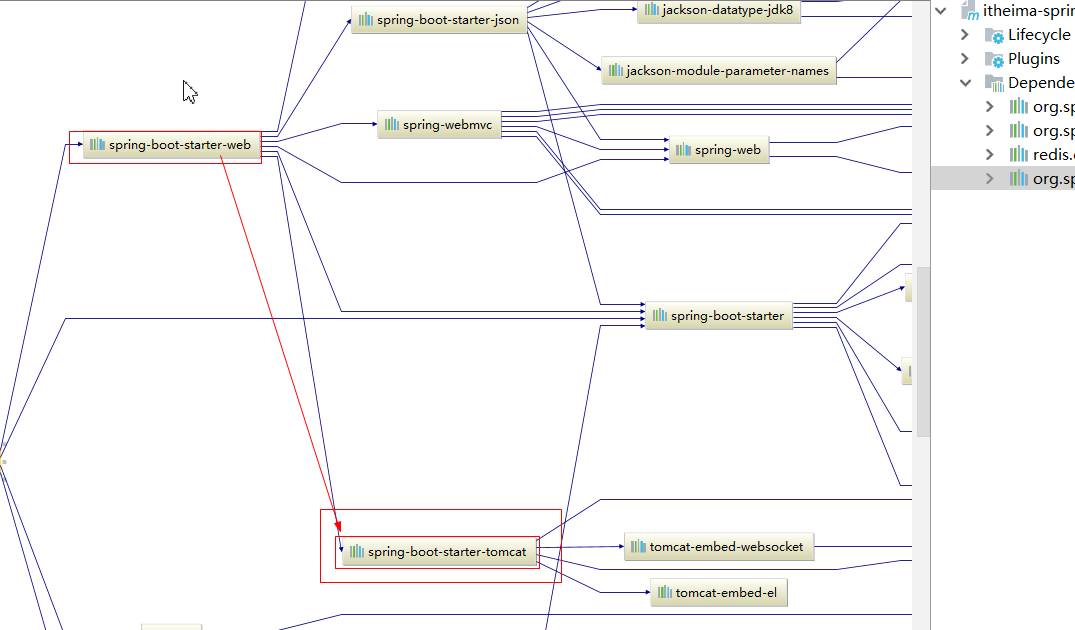 spring-boot-starter-json
jackson-datatype-jdk8
jackson-module-parameter-names
spring-webmvc
spring-boot-starter-web
spring-web
spring-boot-starter
spring-boot-starter-tomcat
tomcat-embed-websocket
tomcat-embed-el
itheima-sprin
Lifecycle
Plugins
Depende
org.sp
org.sp
redis.
org.sp